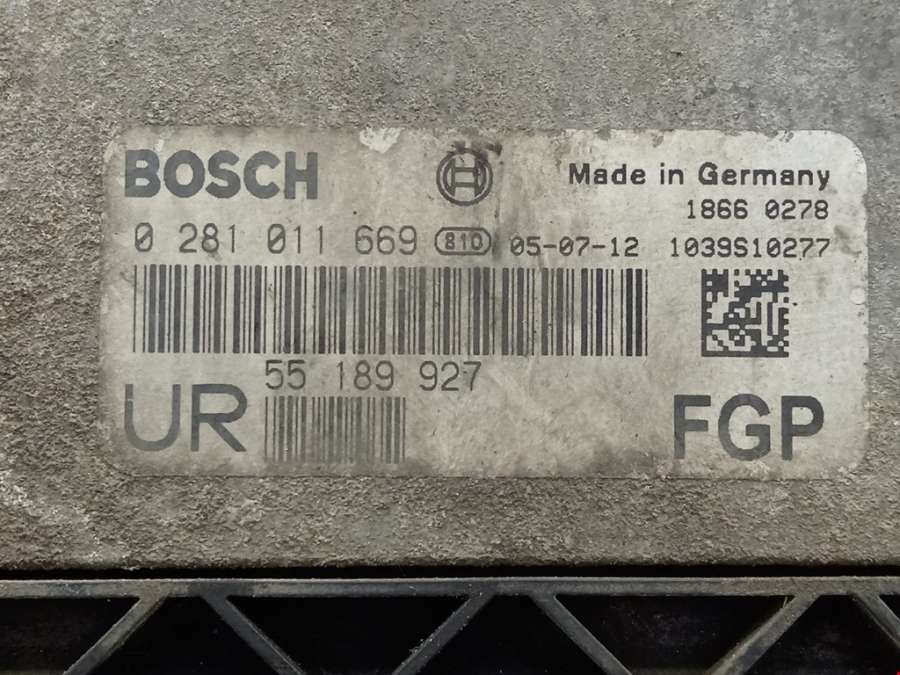 BOSCH
Made in Germany
1866 0278
0 281 011 669 810 05-07-12 1039S10277
55 189 927
UR
FGP